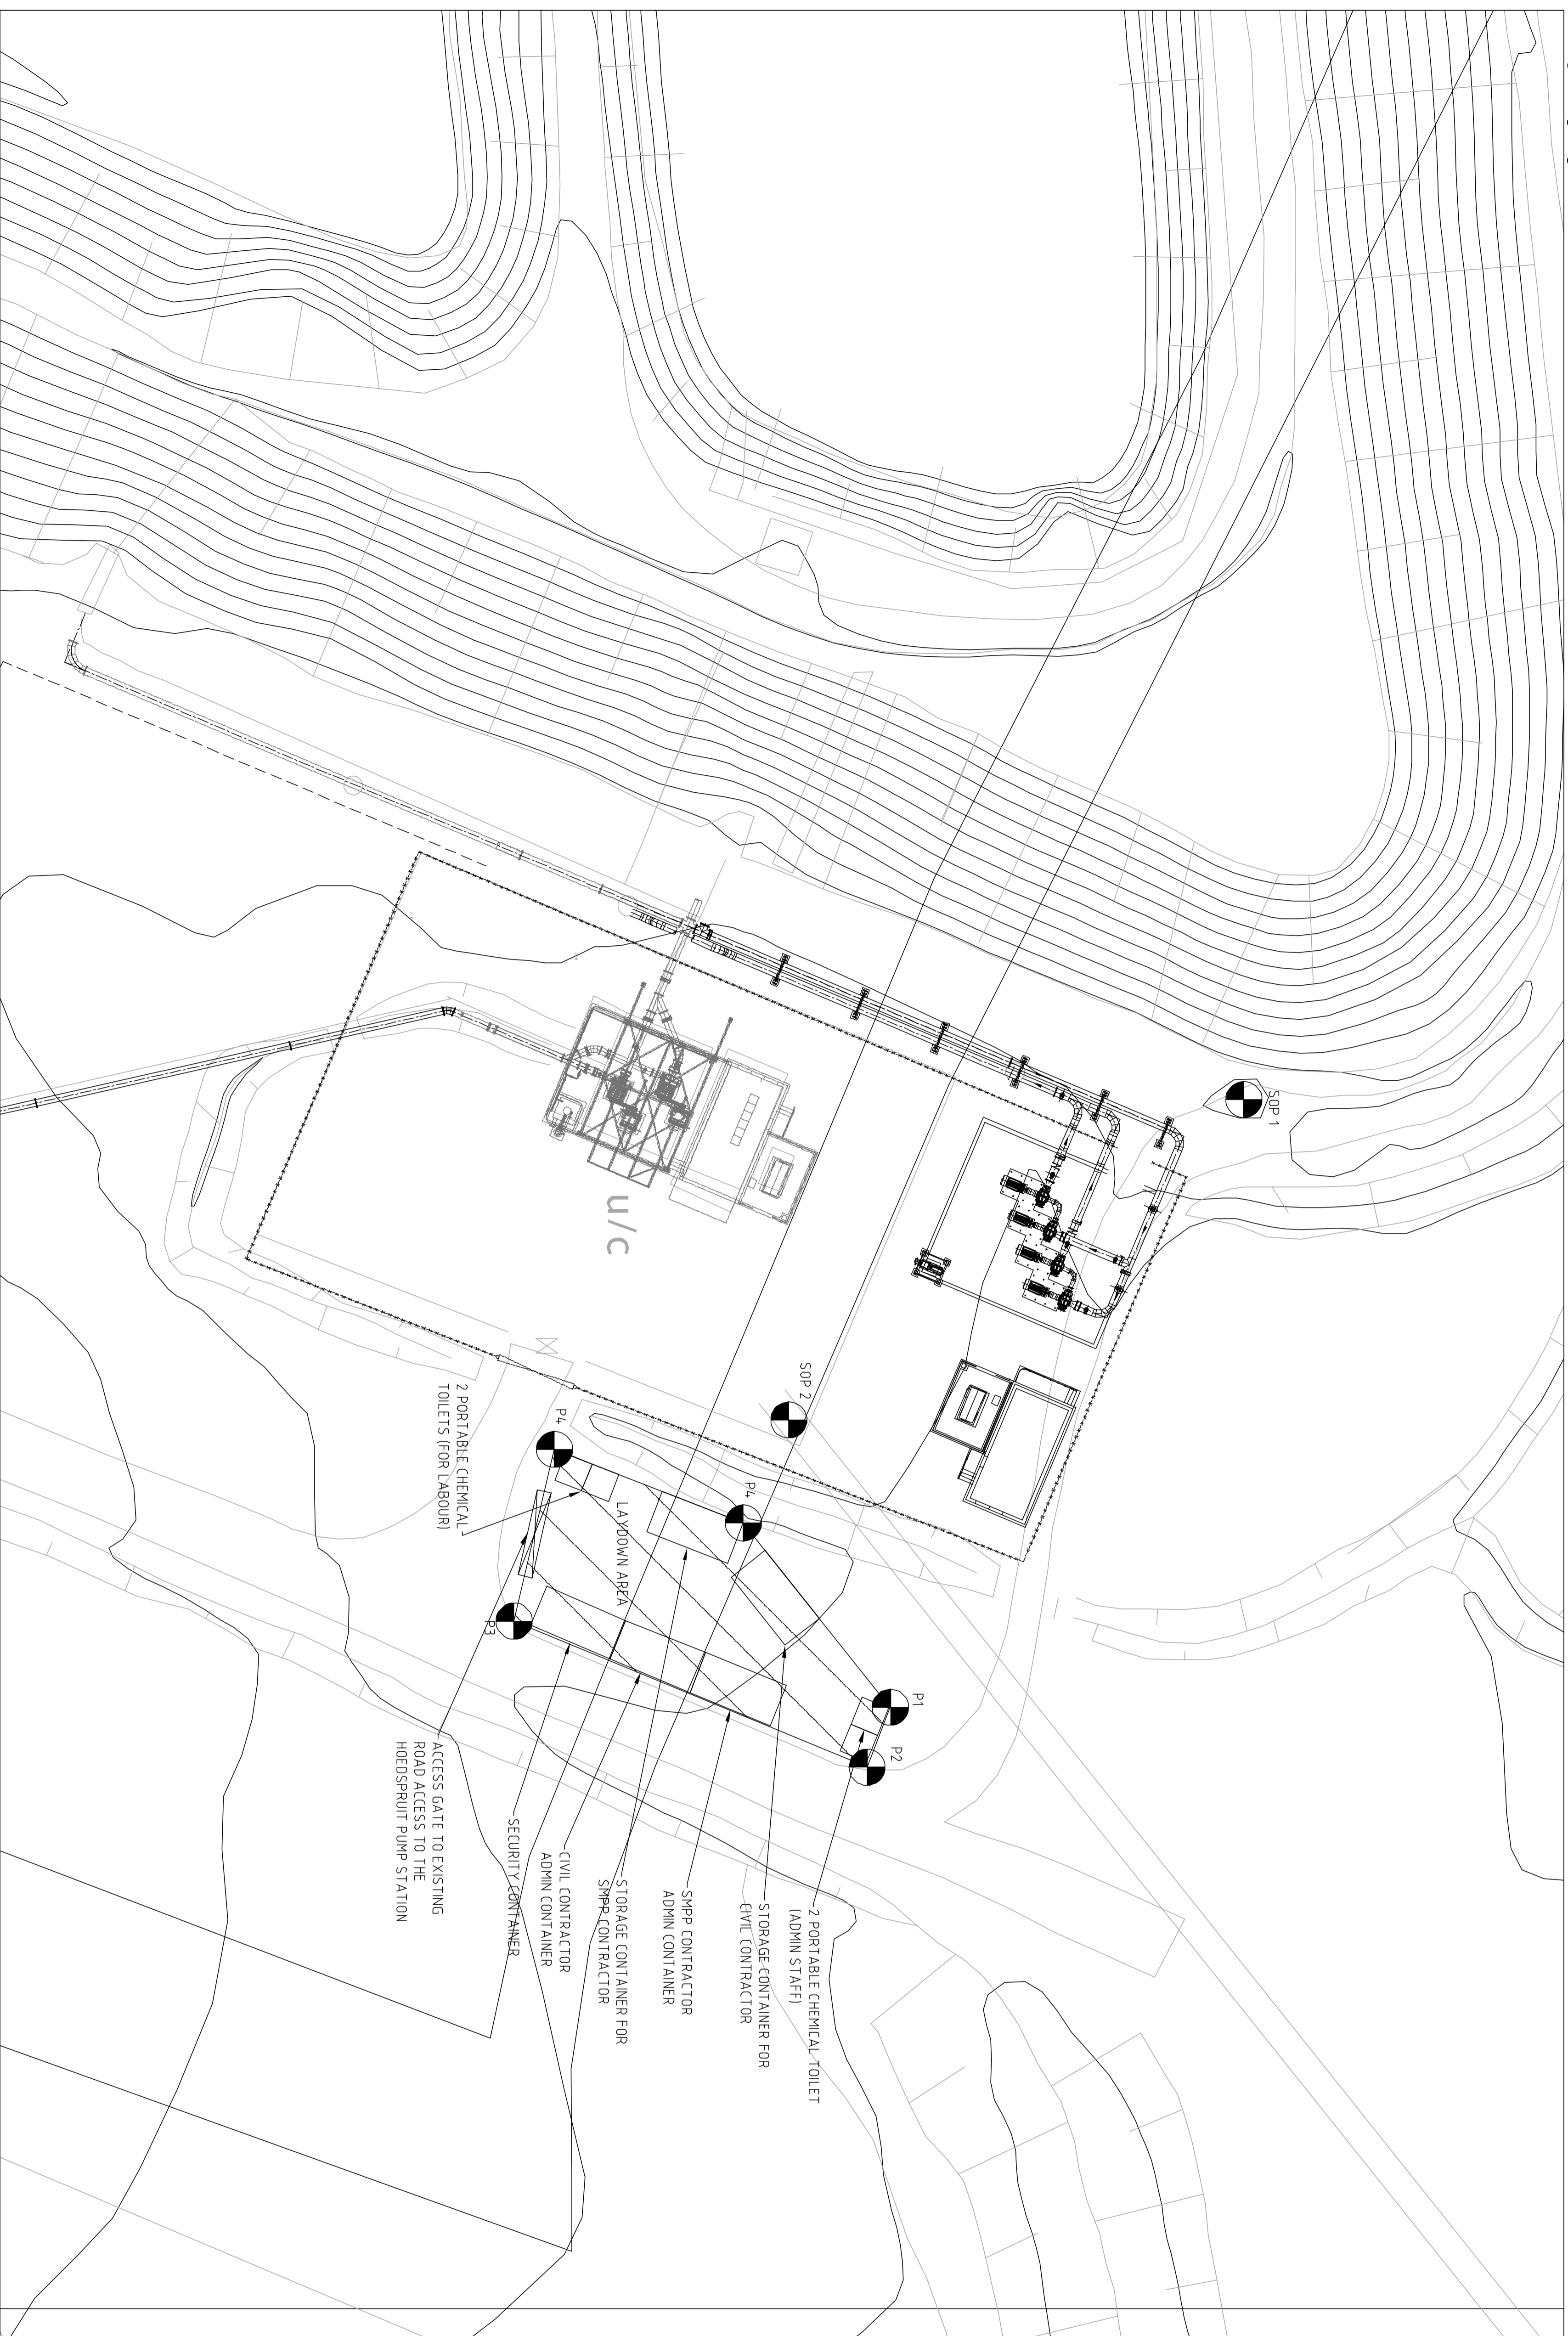 SOP 1
u/c
SOP 2
P4
2 PORTABLE CHEMICAL
TOILETS (FOR LABOUR)
P4
LAYDOWN AREA
P3
P1
P2
2 PORTABLE CHEMICAL TOILET
(ADMIN STAFF)
STORAGE CONTAINER FOR
CIVIL CONTRACTOR
SMPP CONTRACTOR
ADMIN CONTAINER
STORAGE CONTAINER FOR
SMPP CONTRACTOR
CIVIL CONTRACTOR
ADMIN CONTAINER
SECURITY CONTAINER
ACCESS GATE TO EXISTING
ROAD ACCESS TO THE
HOEDSPRUIT PUMP STATION